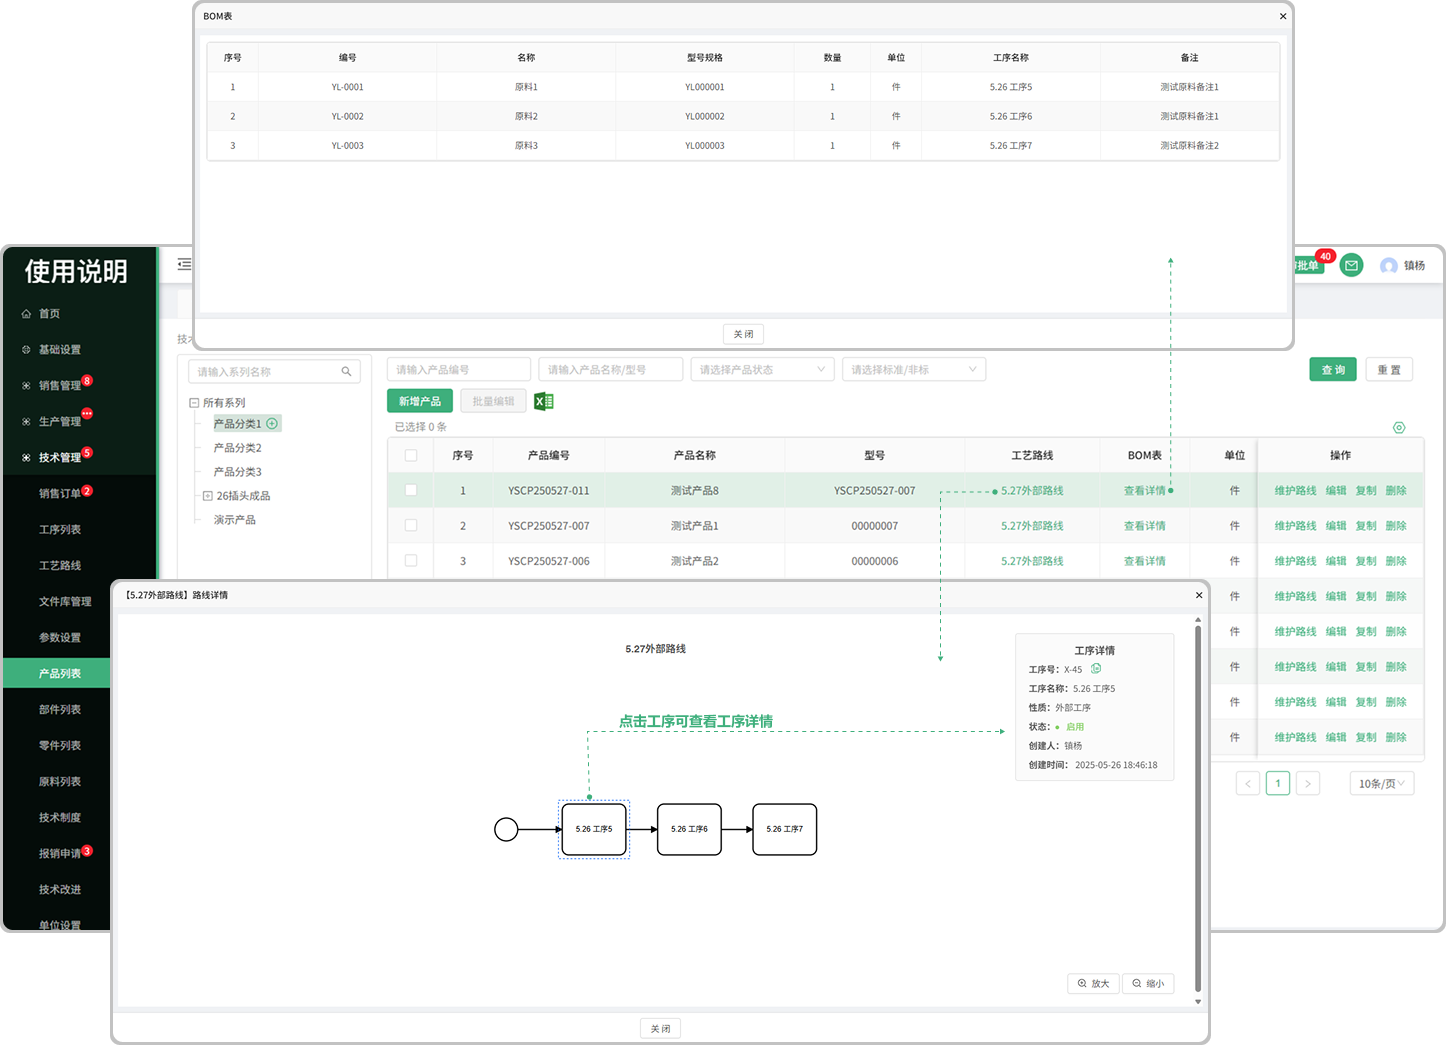 BOM表
序号 编号 名称 型号规格 数量 单位 工序名称 备注
1 YL-0001 原料1 YL000001 1 件 5.26 工序5 测试原料备注1
2 YL-0002 原料2 YL000002 1 件 5.26 工序6 测试原料备注1
3 YL-0003 原料3 YL000003 1 件 5.26 工序7 测试原料备注2
关 闭
使用说明
批单 40 镇杨
首页
基础设置
销售管理 8
生产管理
技术管理 5
销售订单 2
工序列表
工艺路线
文件库管理
参数设置
产品列表
部件列表
零件列表
原料列表
技术制度
报销申请 3
技术改进
单位设置
技
请输入系列名称
所有系列
产品分类1
产品分类2
产品分类3
26插头成品
演示产品
请输入产品编号 请输入产品名称/型号 请选择产品状态 请选择标准/非标 查 询 重 置
新增产品 批量编辑
已选择 0 条
序号 产品编号 产品名称 型号 工艺路线 BOM表 单位 操作
1 YSCP250527-011 测试产品8 YSCP250527-007 5.27外部路线 查看详情 件 维护路线 编辑 复制 删除
2 YSCP250527-007 测试产品1 00000007 5.27外部路线 查看详情 件 维护路线 编辑 复制 删除
3 YSCP250527-006 测试产品2 00000006 5.27外部路线 查看详情 件 维护路线 编辑 复制 删除
件 维护路线 编辑 复制 删除
件 维护路线 编辑 复制 删除
件 维护路线 编辑 复制 删除
件 维护路线 编辑 复制 删除
件 维护路线 编辑 复制 删除
1 10条/页
【5.27外部路线】路线详情
5.27外部路线
点击工序可查看工序详情
5.26 工序5 5.26 工序6 5.26 工序7
工序详情
工序号: X-45
工序名称: 5.26 工序5
性质: 外部工序
状态: 启用
创建人: 镇杨
创建时间: 2025-05-26 18:46:18
放大 缩小
关 闭